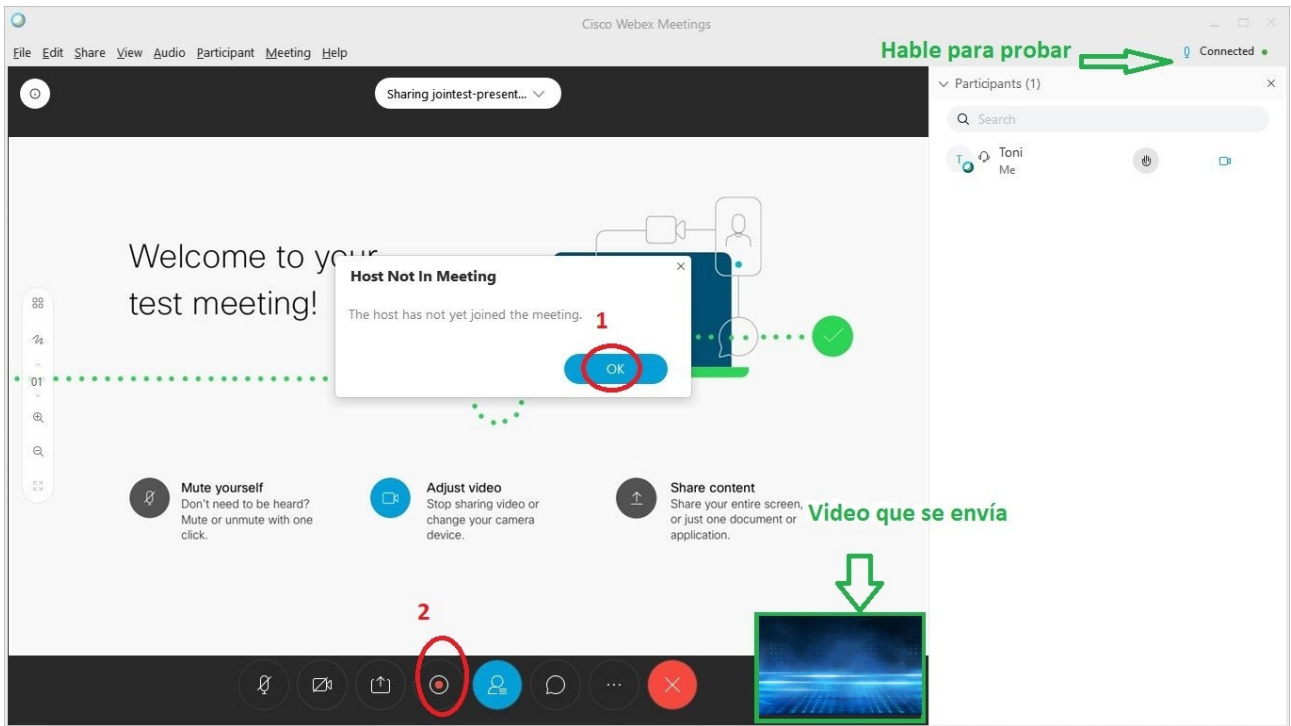 Cisco Webex Meetings
File Edit Share View Audio Participant Meeting Help
Hable para probar
Connected
Sharing jointest-present...
Participants (1)
Search
T
Toni
Me
Welcome to your
test meeting!
Host Not In Meeting
The host has not yet joined the meeting.
1
OK
01
Mute yourself
Don't need to be heard?
Mute or unmute with one
click.
Adjust video
Stop sharing video or
change your camera
device.
Share content
Share your entire screen,
or just one document or
application.
Video que se envía
2